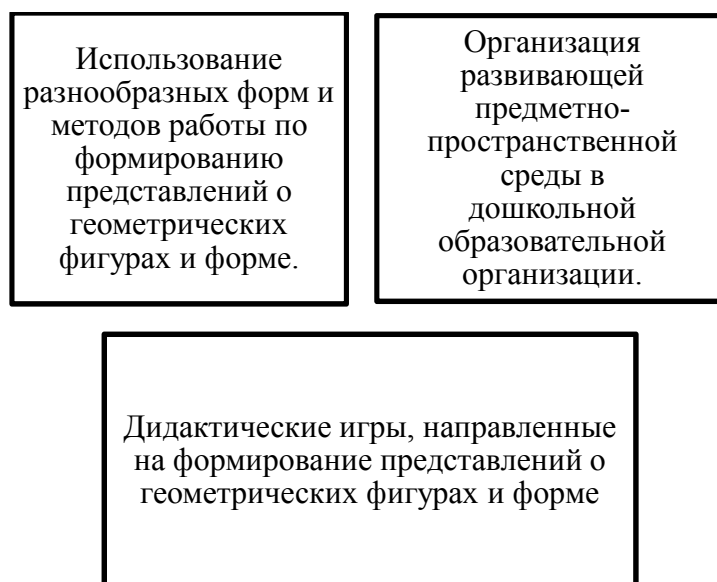 Использование
разнообразных форм и
методов работы по
формированию
представлений о
геометрических
фигурах и форме.
Организация
развивающей
предметно-
пространственной
среды в
дошкольной
образовательной
организации.
Дидактические игры, направленные
на формирование представлений о
геометрических фигурах и форме